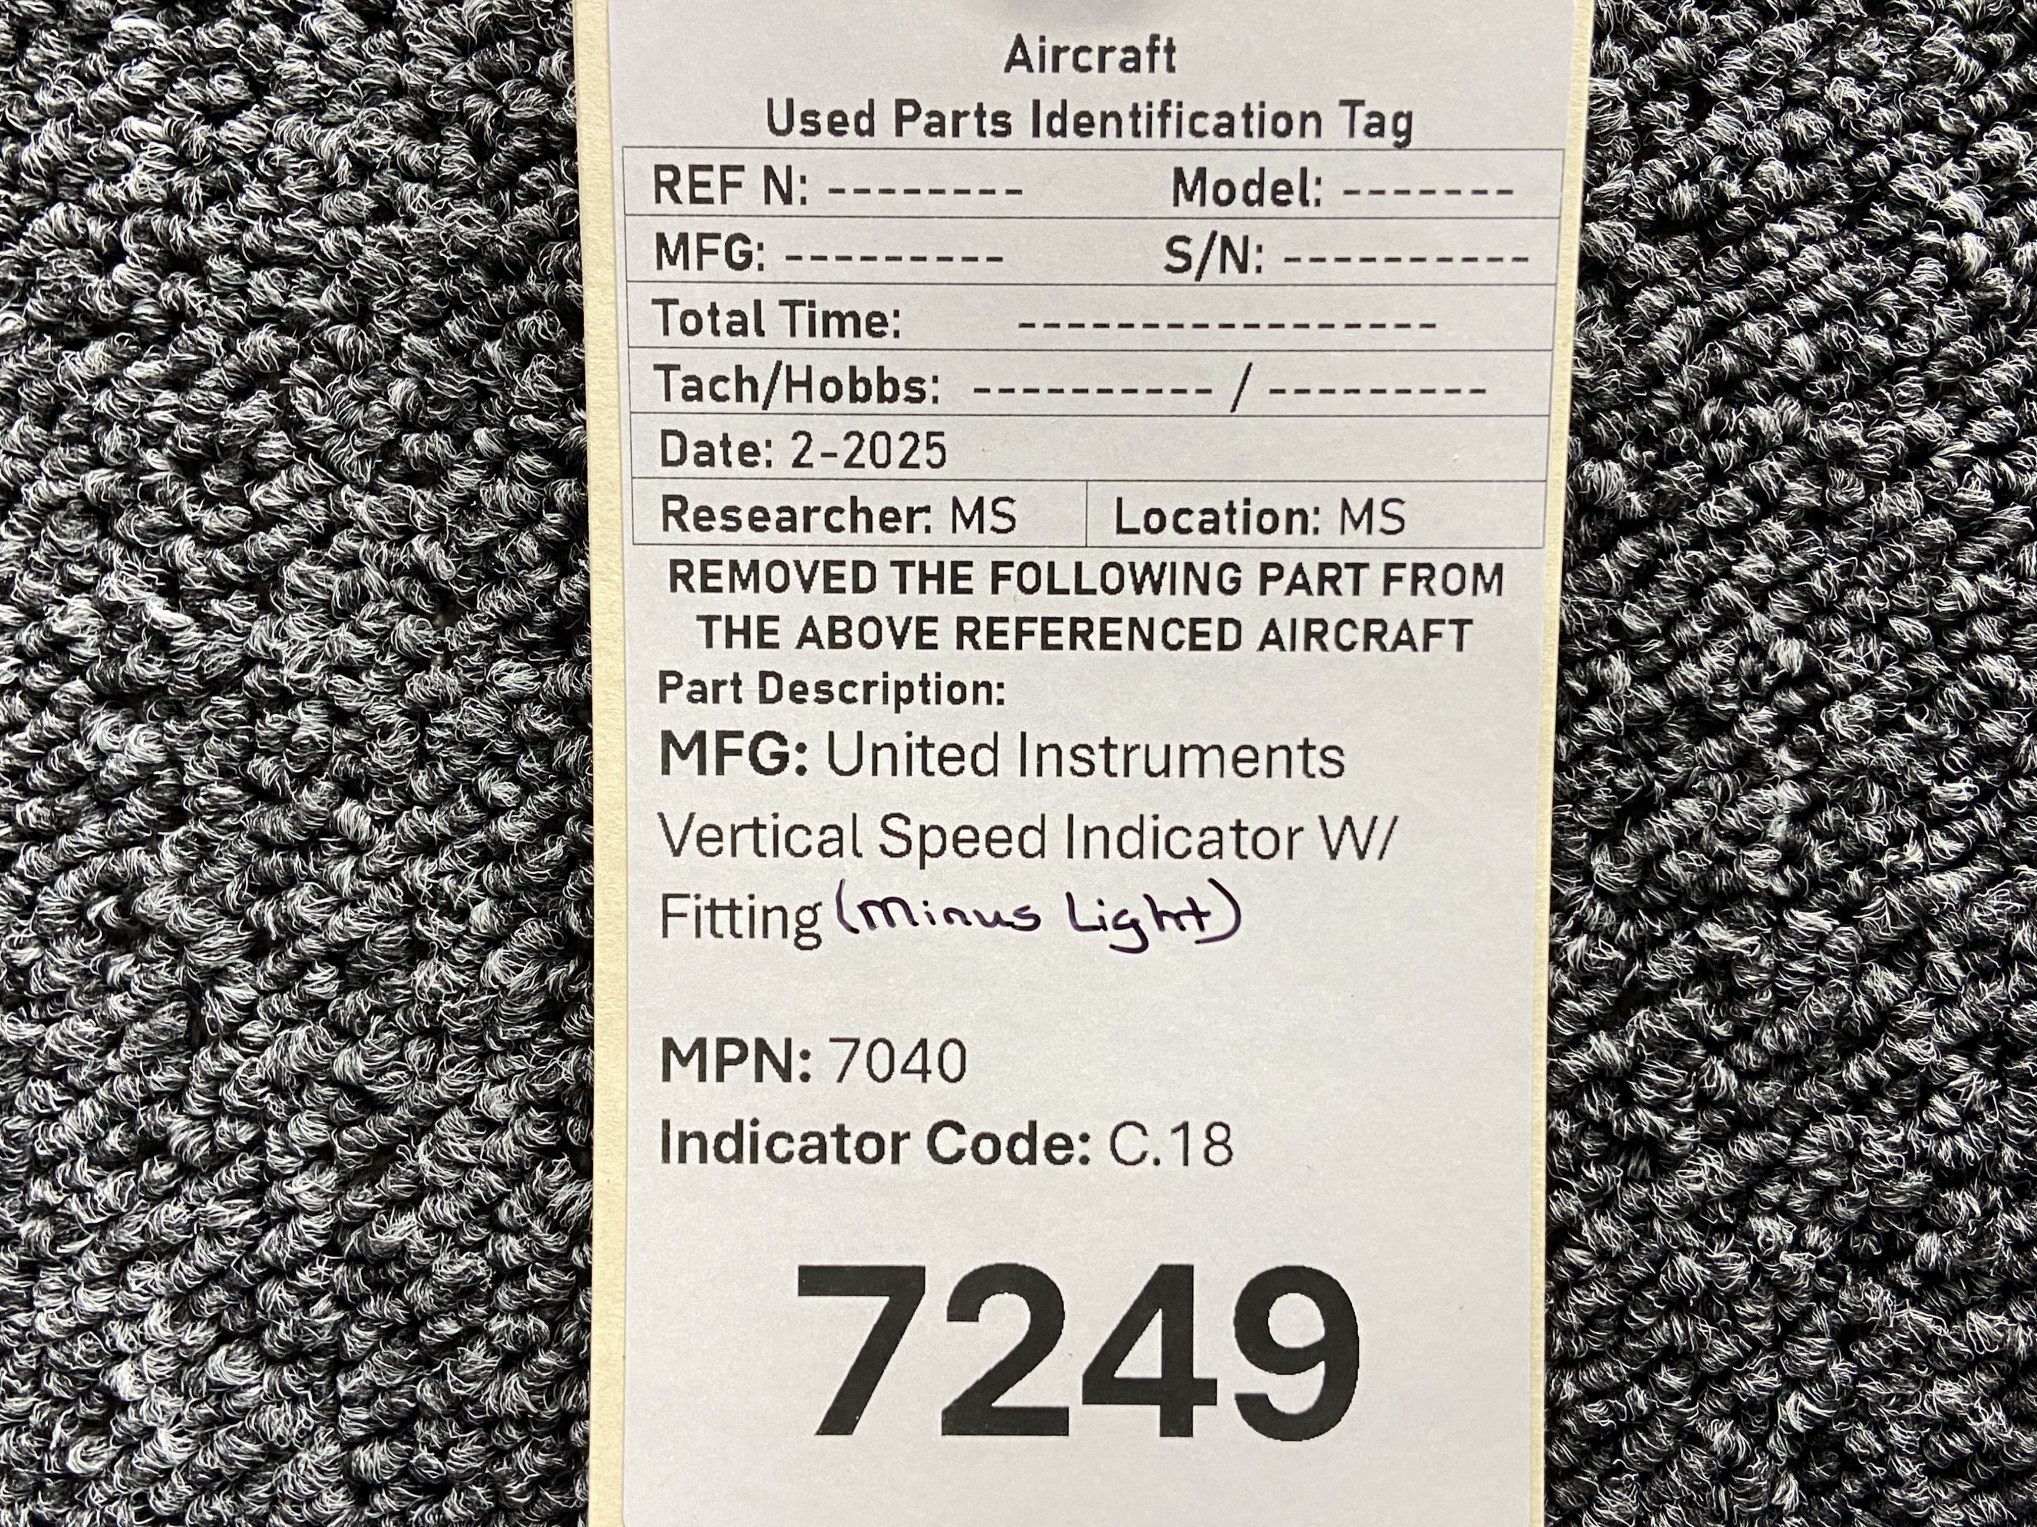 Aircraft
Used Parts Identification Tag
REF N: -------- Model: -------
MFG: --------- S/N: ----------
Total Time: -----------------
Tach/Hobbs: ---------- / ---------
Date: 2-2025
Researcher: MS Location: MS
REMOVED THE FOLLOWING PART FROM
THE ABOVE REFERENCED AIRCRAFT
Part Description:
MFG: United Instruments
Vertical Speed Indicator W/
Fitting (minus Light)
MPN: 7040
Indicator Code: C.18
7249